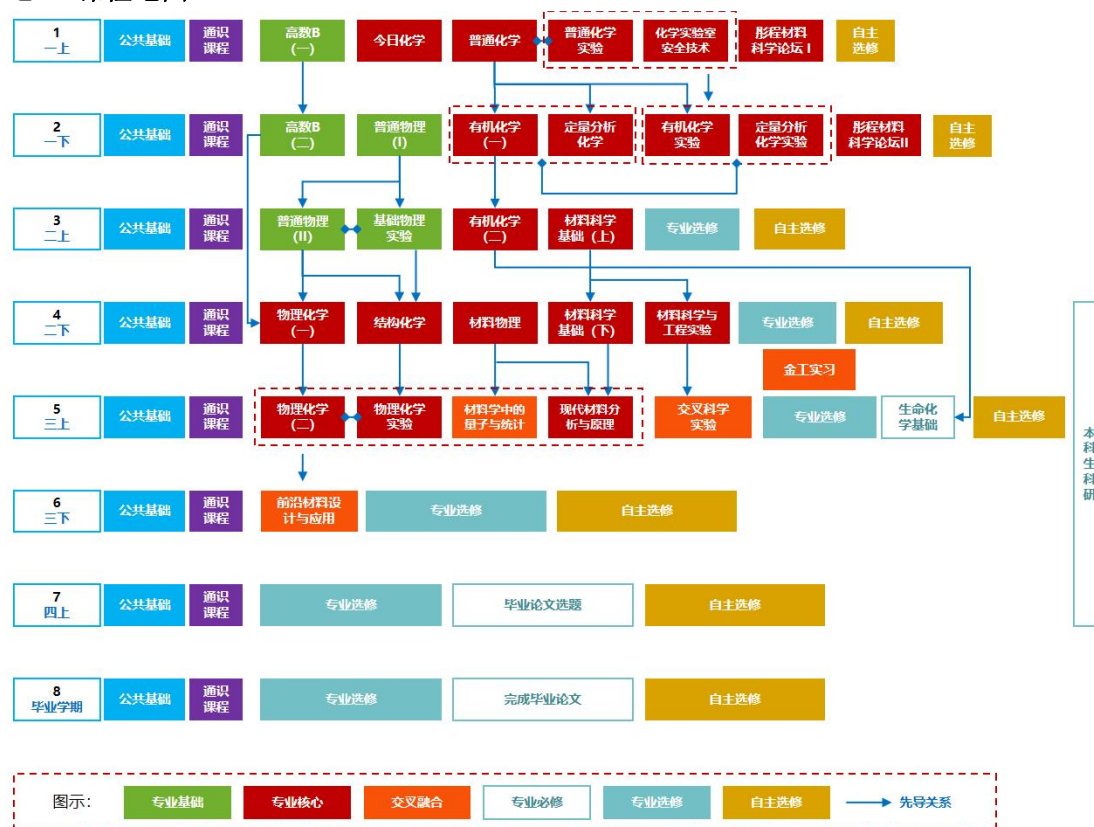 1
一上
公共基础
通识
课程
高数B
(一)
今日化学
普通化学
普通化学
实验
化学实验室
安全技术
彤程材料
科学论坛 I
自主
选修
2
一下
公共基础
通识
课程
高数B
(二)
普通物理
(I)
有机化学
(一)
定量分析
化学
有机化学
实验
定量分析
化学实验
彤程材料
科学论坛II
自主
选修
3
二上
公共基础
通识
课程
普通物理
(II)
基础物理
实验
有机化学
(二)
材料科学
基础 (上)
专业选修
自主选修
4
二下
公共基础
通识
课程
物理化学
(一)
结构化学
材料物理
材料科学
基础 (下)
材料科学与
工程实验
专业选修
自主选修
金工实习
5
三上
公共基础
通识
课程
物理化学
(二)
物理化学
实验
材料学中的
量子与统计
现代材料分
析与原理
交叉科学
实验
专业选修
生命化
学基础
自主选修
本
科
生
科
研
6
三下
公共基础
通识
课程
前沿材料设
计与应用
专业选修
自主选修
7
四上
公共基础
通识
课程
专业选修
毕业论文选题
自主选修
8
毕业学期
公共基础
通识
课程
专业选修
完成毕业论文
自主选修
图示:
专业基础
专业核心
交叉融合
专业必修
专业选修
自主选修
先导关系